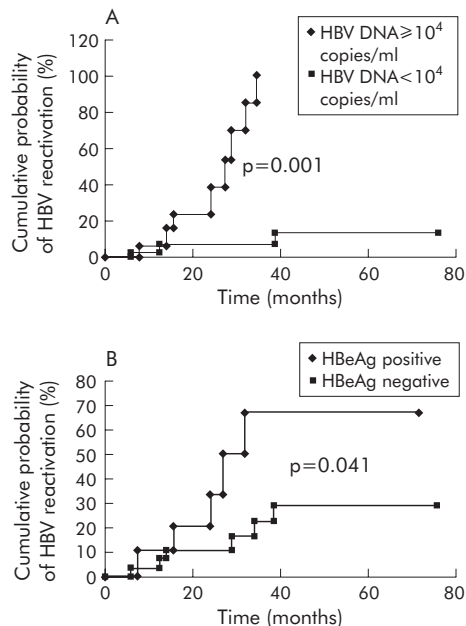 A
HBV DNA⩾10⁴
copies/ml
HBV DNA<10⁴
copies/ml
Cumulative probability
of HBV reactivation (%)
120
100
80
60
40
20
0
p=0.001
0 20 40 60 80
Time (months)
B
HBeAg positive
HBeAg negative
Cumulative probability
of HBV reactivation (%)
80
70
60
50
40
30
20
10
0
p=0.041
0 20 40 60 80
Time (months)